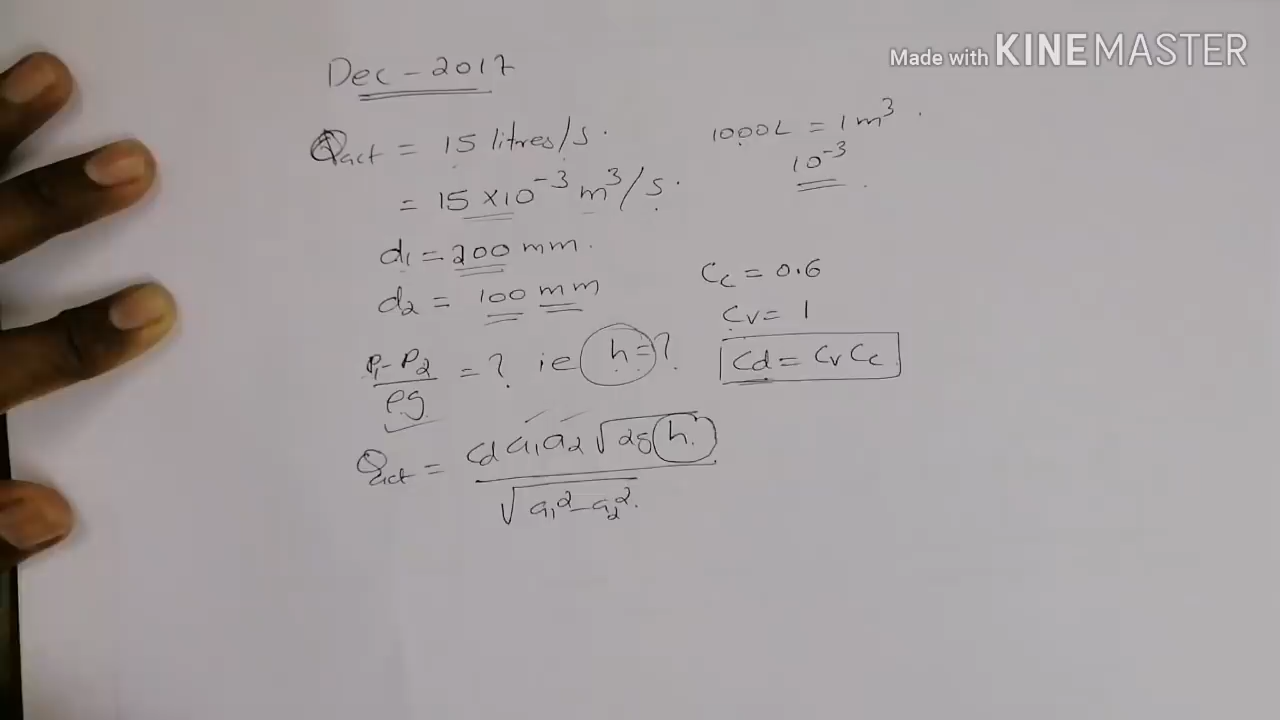 Made with KINEMASTER
Dec - 2017
Qact = 15 litres/s.
1000L = 1m³
10⁻³
= 15 ×10⁻³ m³/s.
d₁ = 200 mm.
d₂ = 100 mm
Cc = 0.6
Cv = 1
Cd = Cv Cc
P₁-P₂/ρg = ? ie h=?
Qact = Cd a₁a₂ √2gh / √a₁²-a₂²